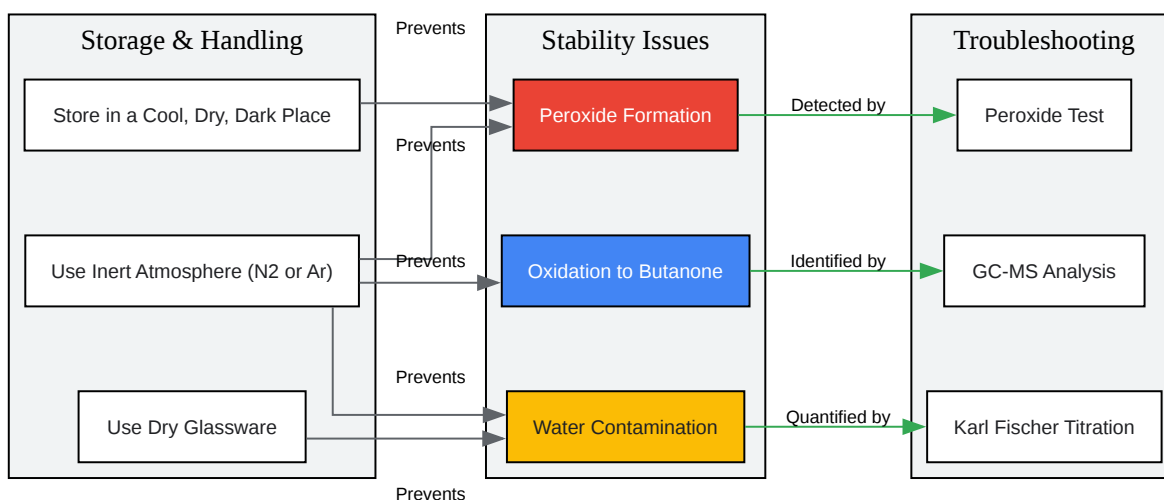 Storage & Handling
Prevents
Stability Issues
Troubleshooting
Store in a Cool, Dry, Dark Place
Peroxide Formation
Detected by
Peroxide Test
Prevents
Use Inert Atmosphere (N2 or Ar)
Prevents
Oxidation to Butanone
Identified by
GC-MS Analysis
Prevents
Use Dry Glassware
Water Contamination
Quantified by
Karl Fischer Titration
Prevents